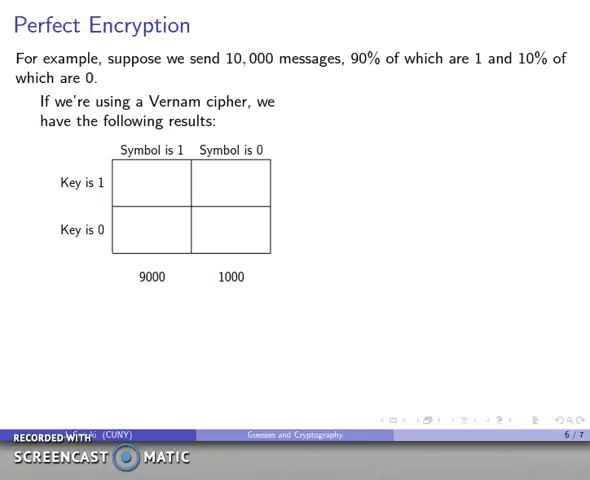 Perfect Encryption
For example, suppose we send 10, 000 messages, 90% of which are 1 and 10% of
which are 0.
If we're using a Vernam cipher, we
have the following results:
Symbol is 1 Symbol is 0
Key is 1
Key is 0
9000 1000
(CUNY) Guesses and Cryptography 6 / 7
RECORDED WITH
SCREENCAST MATIC